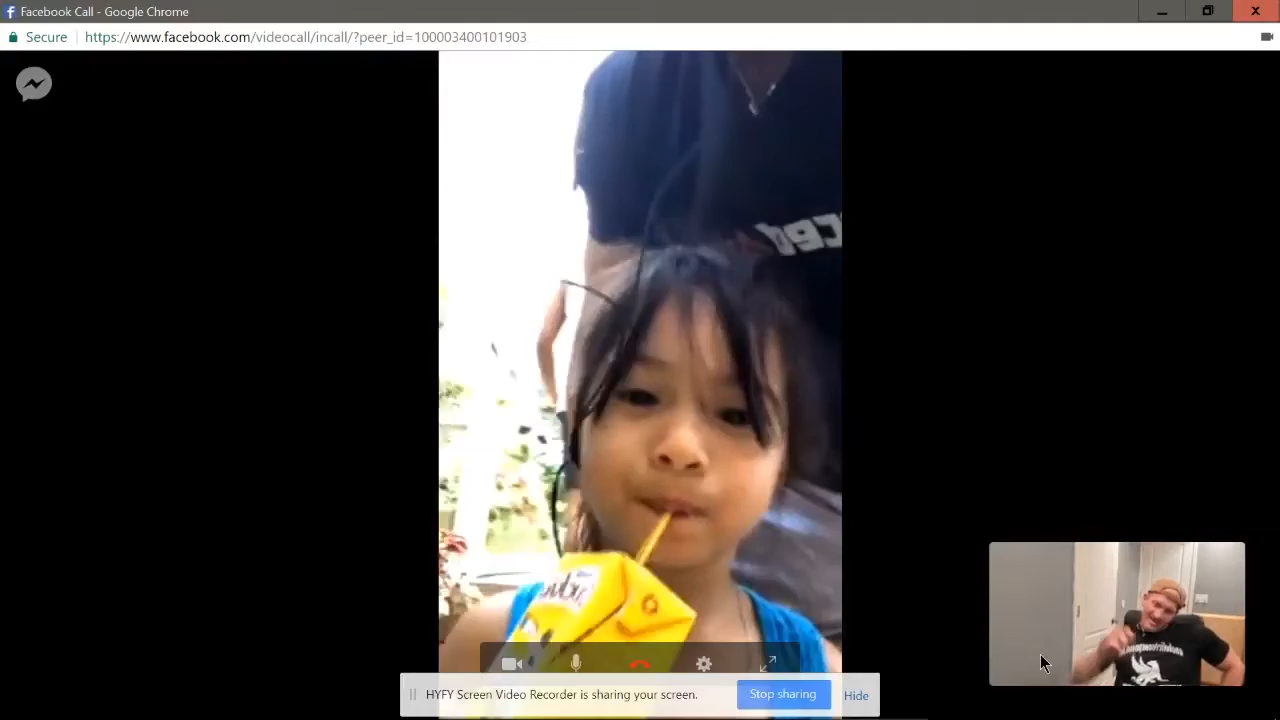 Facebook Call - Google Chrome
Secure
https://www.facebook.com/videocall/incall/?peer_id=100003400101903
HYFY Screen Video Recorder is sharing your screen.
Stop sharing
Hide